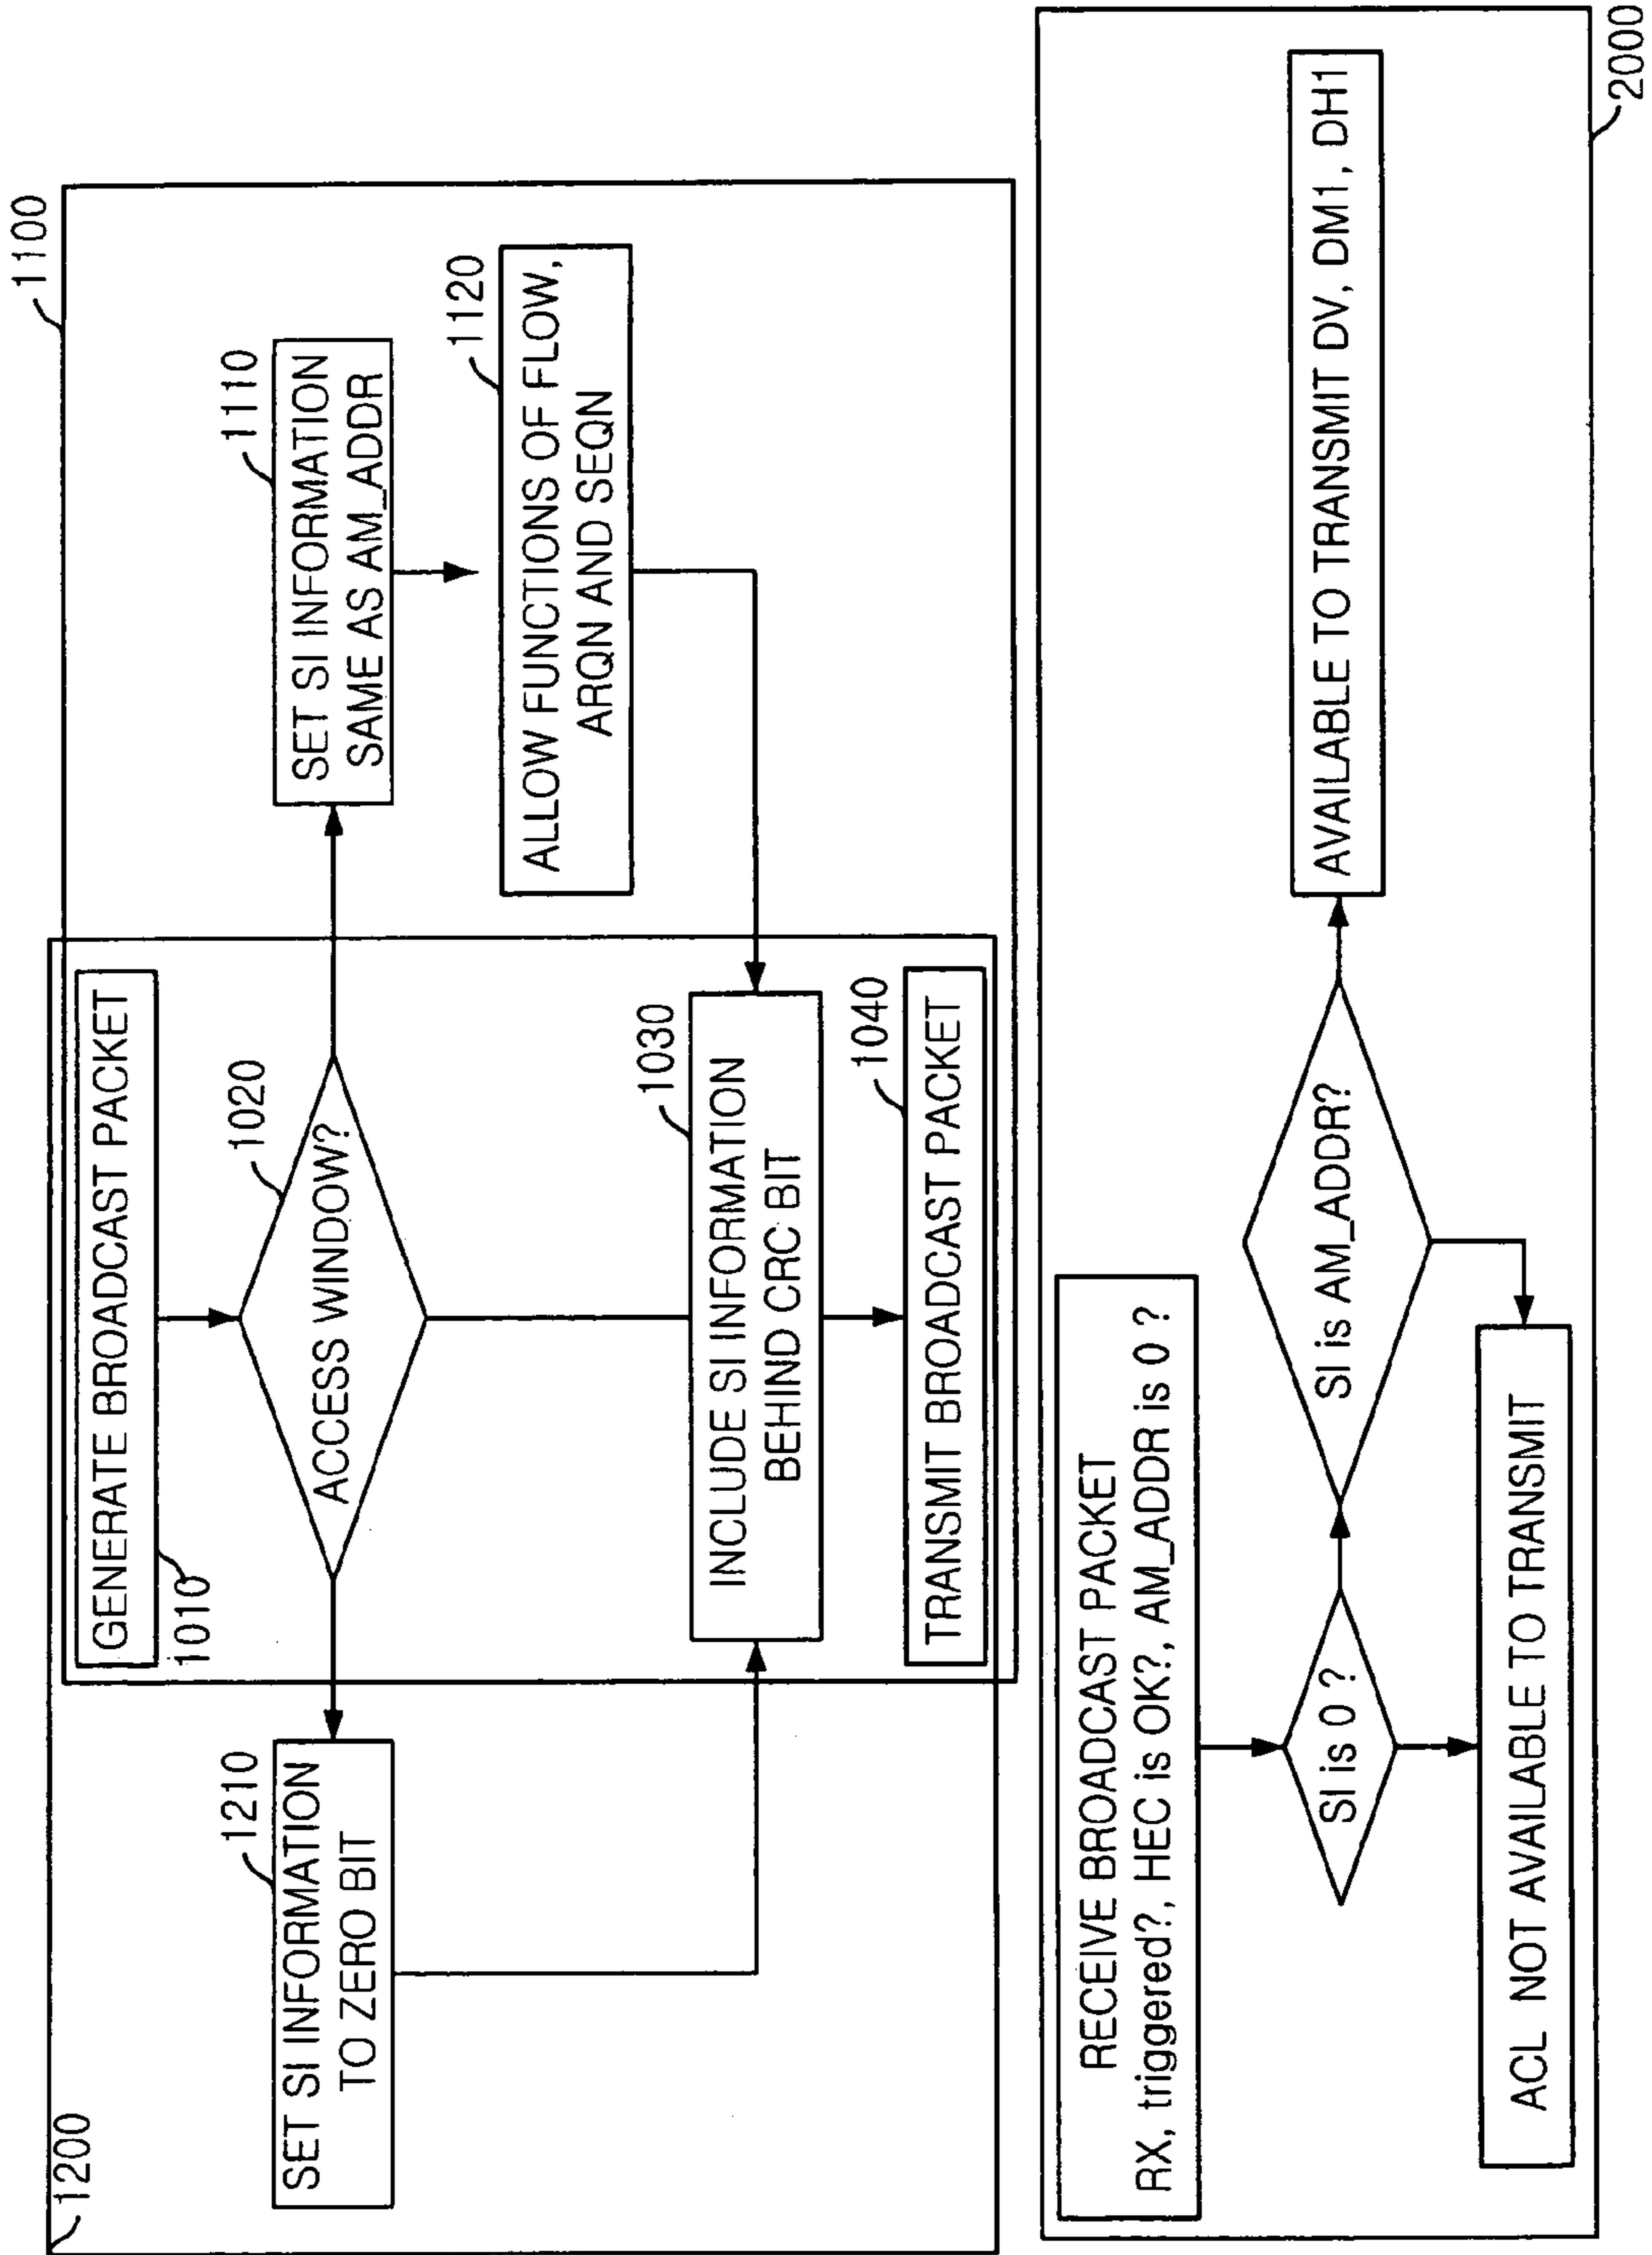 1200
1100
GENERATE BROADCAST PACKET
1010
ACCESS WINDOW?
1020
SET SI INFORMATION
TO ZERO BIT
1210
SET SI INFORMATION
SAME AS AM_ADDR
1110
ALLOW FUNCTIONS OF FLOW,
ARQN AND SEQN
1120
INCLUDE SI INFORMATION
BEHIND CRC BIT
1030
TRANSMIT BROADCAST PACKET
1040
RECEIVE BROADCAST PACKET
RX, triggered?, HEC is OK?, AM_ADDR is 0 ?
SI is 0 ?
SI is AM_ADDR?
AVAILABLE TO TRANSMIT DV, DM1, DH1
ACL NOT AVAILABLE TO TRANSMIT
2000